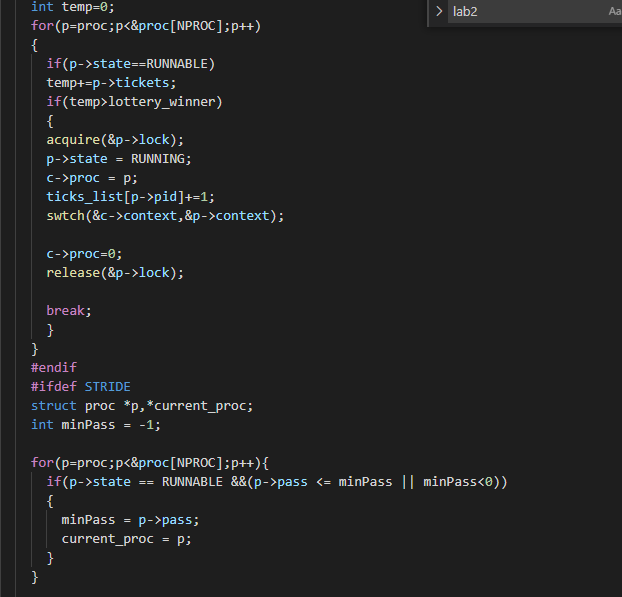 int temp=0;
lab2
Aa
for(p=proc;p<&proc[NPROC];p++)
{
if(p->state==RUNNABLE)
temp+=p->tickets;
if(temp>lottery_winner)
{
acquire(&p->lock);
p->state = RUNNING;
c->proc = p;
ticks_list[p->pid]+=1;
swtch(&c->context,&p->context);
c->proc=0;
release(&p->lock);
break;
}
}
#endif
#ifdef STRIDE
struct proc *p,*current_proc;
int minPass = -1;
for(p=proc;p<&proc[NPROC];p++){
if(p->state == RUNNABLE &&(p->pass <= minPass || minPass<0))
{
minPass = p->pass;
current_proc = p;
}
}